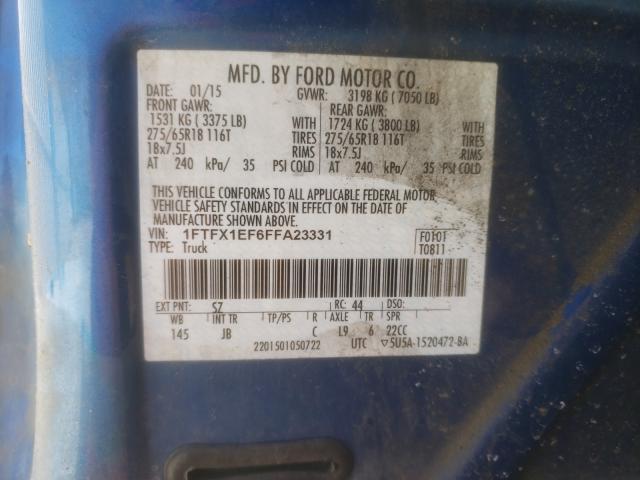 MFD. BY FORD MOTOR CO.
DATE: 01/15 GVWR: 3198 KG ( 7050 LB)
FRONT GAWR: REAR GAWR:
1531 KG ( 3375 LB) WITH 1724 KG ( 3800 LB) WITH
275/65R18 116T TIRES 275/65R18 116T TIRES
18x7.5J RIMS 18x7.5J RIMS
AT 240 kPa/ 35 PSI COLD AT 240 kPa/ 35 PSI COLD
THIS VEHICLE CONFORMS TO ALL APPLICABLE FEDERAL MOTOR
VEHICLE SAFETY STANDARDS IN EFFECT ON THE DATE OF
MANUFACTURE SHOWN ABOVE.
VIN: 1FTFX1EF6FFA23331 F0101
TYPE: Truck T0811
EXT PNT: SZ RC: 44 DSO:
WB INT TR TP/PS R AXLE TR SPR
145 JB C L9 6 22CC
2201501050722 UTC ▽5U5A-1520472-BA